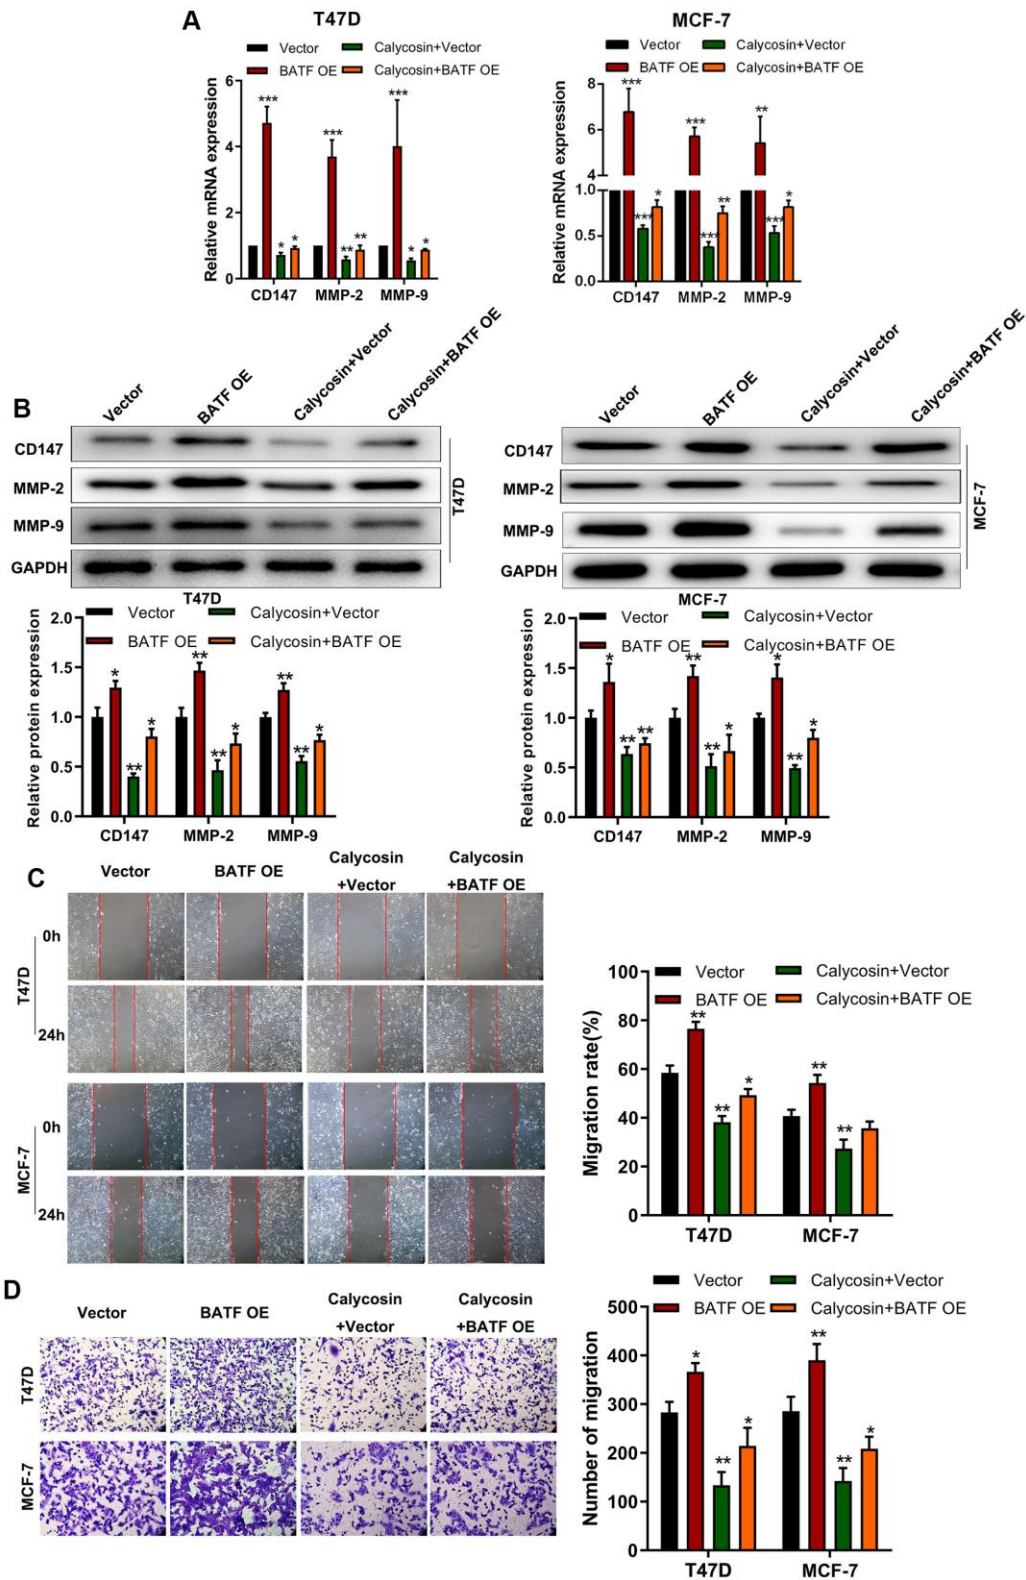 A
T47D
MCF-7
Vector
Calycosin+Vector
BATF OE
Calycosin+BATF OE
Relative mRNA expression
6
4
2
0
***
*
*
***
**
**
***
*
*
CD147
MMP-2
MMP-9
Vector
Calycosin+Vector
BATF OE
Calycosin+BATF OE
Relative mRNA expression
8
6
4
1.0
0.5
0.0
***
***
*
***
***
**
**
***
*
CD147
MMP-2
MMP-9
B
Vector
BATF OE
Calycosin+Vector
Calycosin+BATF OE
CD147
MMP-2
MMP-9
GAPDH
T47D
Vector
BATF OE
Calycosin+Vector
Calycosin+BATF OE
CD147
MMP-2
MMP-9
GAPDH
MCF-7
T47D
Vector
Calycosin+Vector
BATF OE
Calycosin+BATF OE
Relative protein expression
2.0
1.5
1.0
0.5
0.0
*
**
*
**
**
*
**
**
*
CD147
MMP-2
MMP-9
MCF-7
Vector
Calycosin+Vector
BATF OE
Calycosin+BATF OE
Relative protein expression
2.0
1.5
1.0
0.5
0.0
*
**
**
**
**
*
*
**
*
CD147
MMP-2
MMP-9
C
Vector
BATF OE
Calycosin
+Vector
Calycosin
+BATF OE
T47D
0h
24h
MCF-7
0h
24h
Vector
Calycosin+Vector
BATF OE
Calycosin+BATF OE
Migration rate(%)
100
80
60
40
20
0
**
**
*
**
**
T47D
MCF-7
D
Vector
BATF OE
Calycosin
+Vector
Calycosin
+BATF OE
T47D
MCF-7
Vector
Calycosin+Vector
BATF OE
Calycosin+BATF OE
Number of migration
500
400
300
200
100
0
*
**
*
**
**
*
T47D
MCF-7